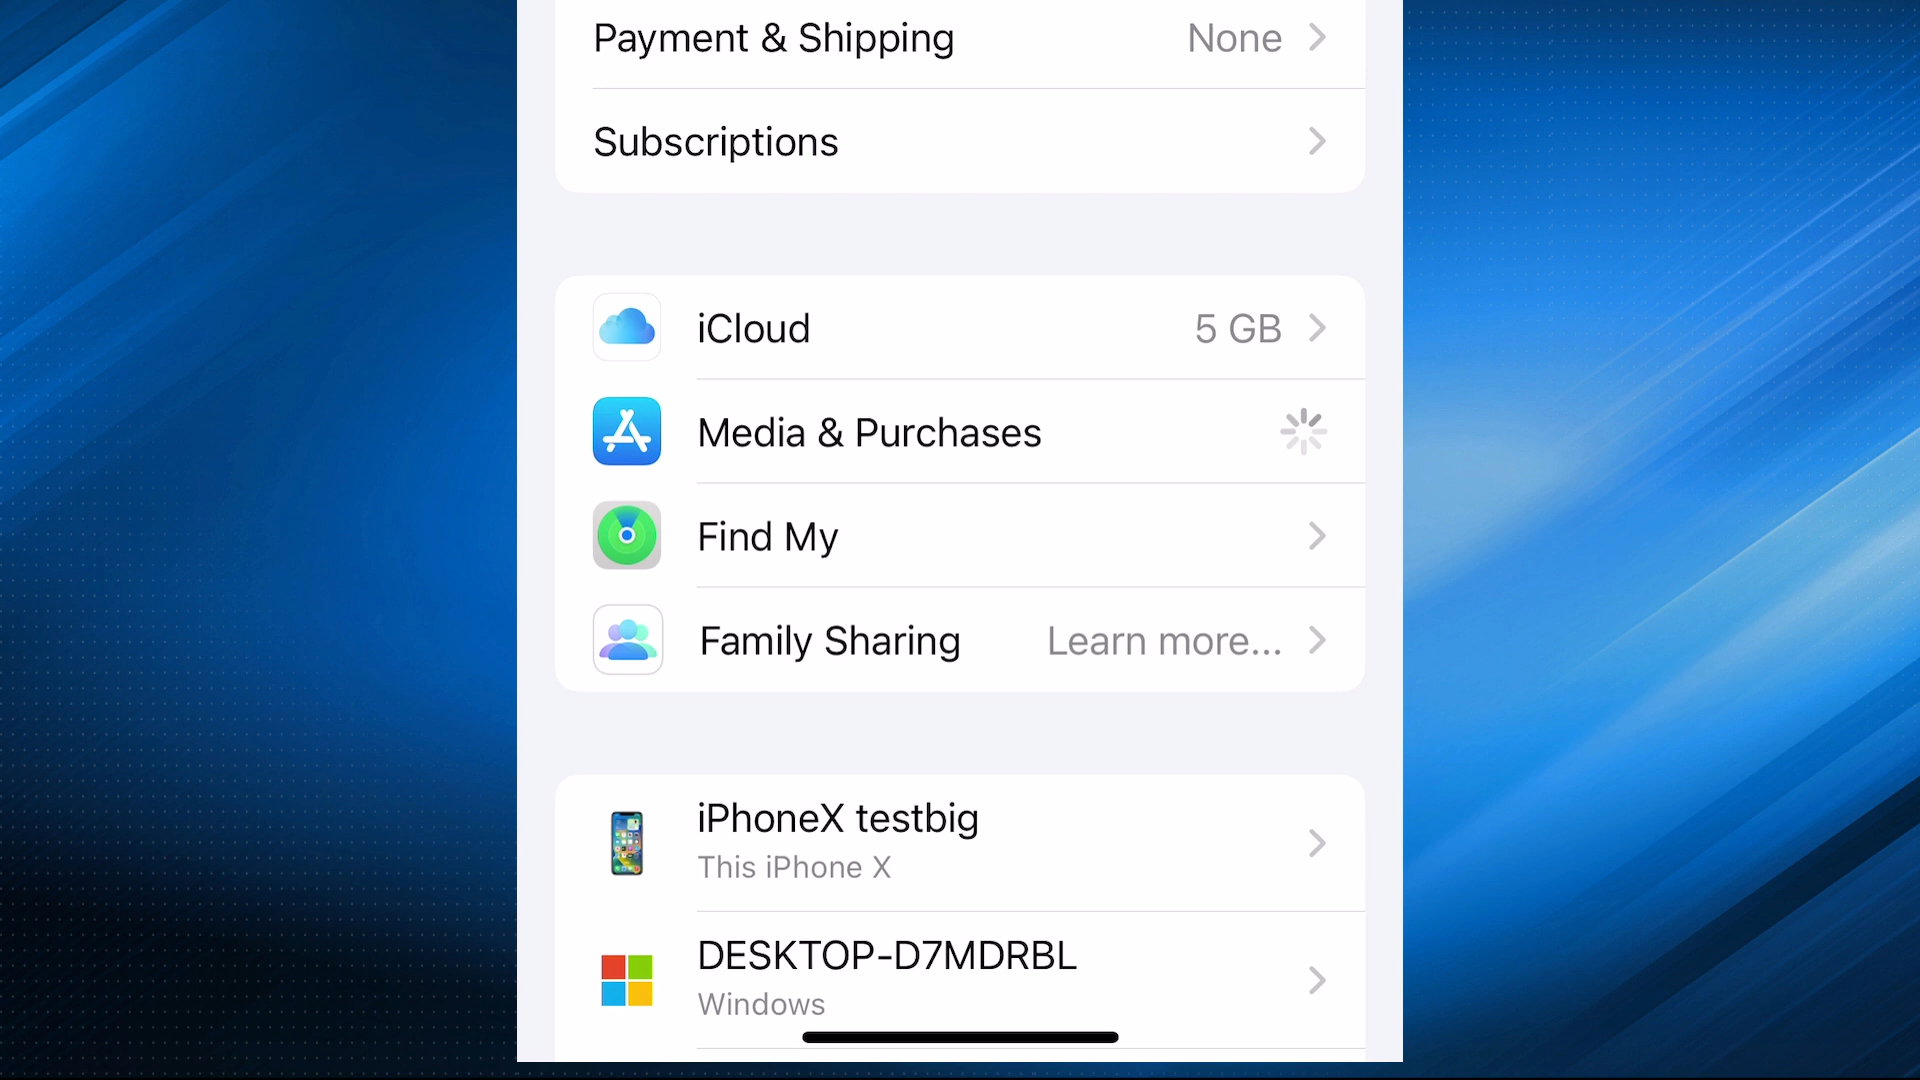 Payment & Shipping None
Subscriptions
iCloud 5 GB
Media & Purchases
Find My
Family Sharing Learn more...
iPhoneX testbig
This iPhone X
DESKTOP-D7MDRBL
Windows